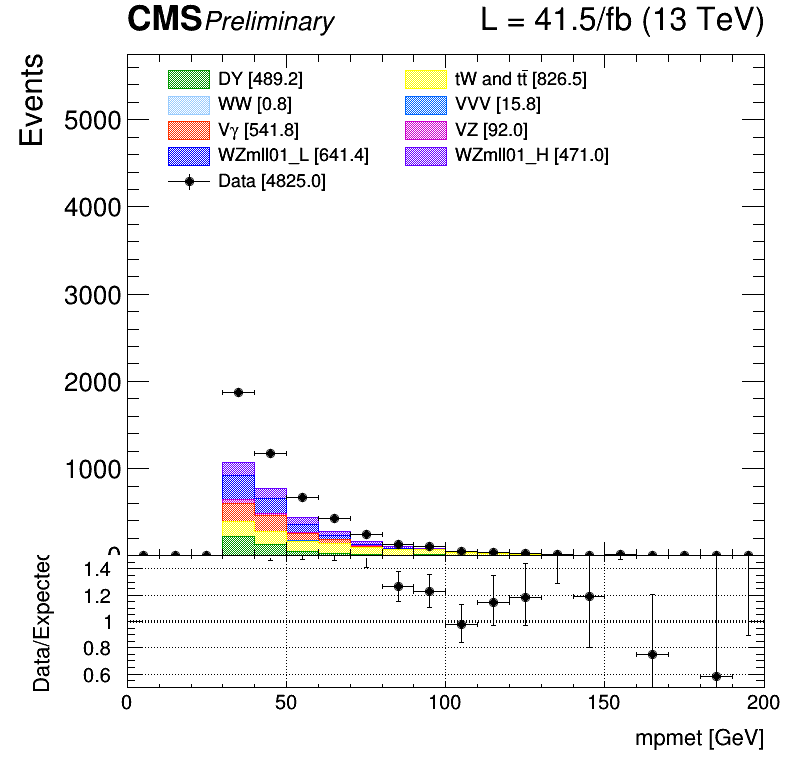 CMS Preliminary L = 41.5/fb (13 TeV)
Events
DY [489.2] tW and tt̄ [826.5]
WW [0.8] VVV [15.8]
Vγ [541.8] VZ [92.0]
WZmll01_L [641.4] WZmll01_H [471.0]
Data [4825.0]
5000
4000
3000
2000
1000
0
Data/Expected
1.4
1.2
1
0.8
0.6
0 50 100 150 200
mpmet [GeV]